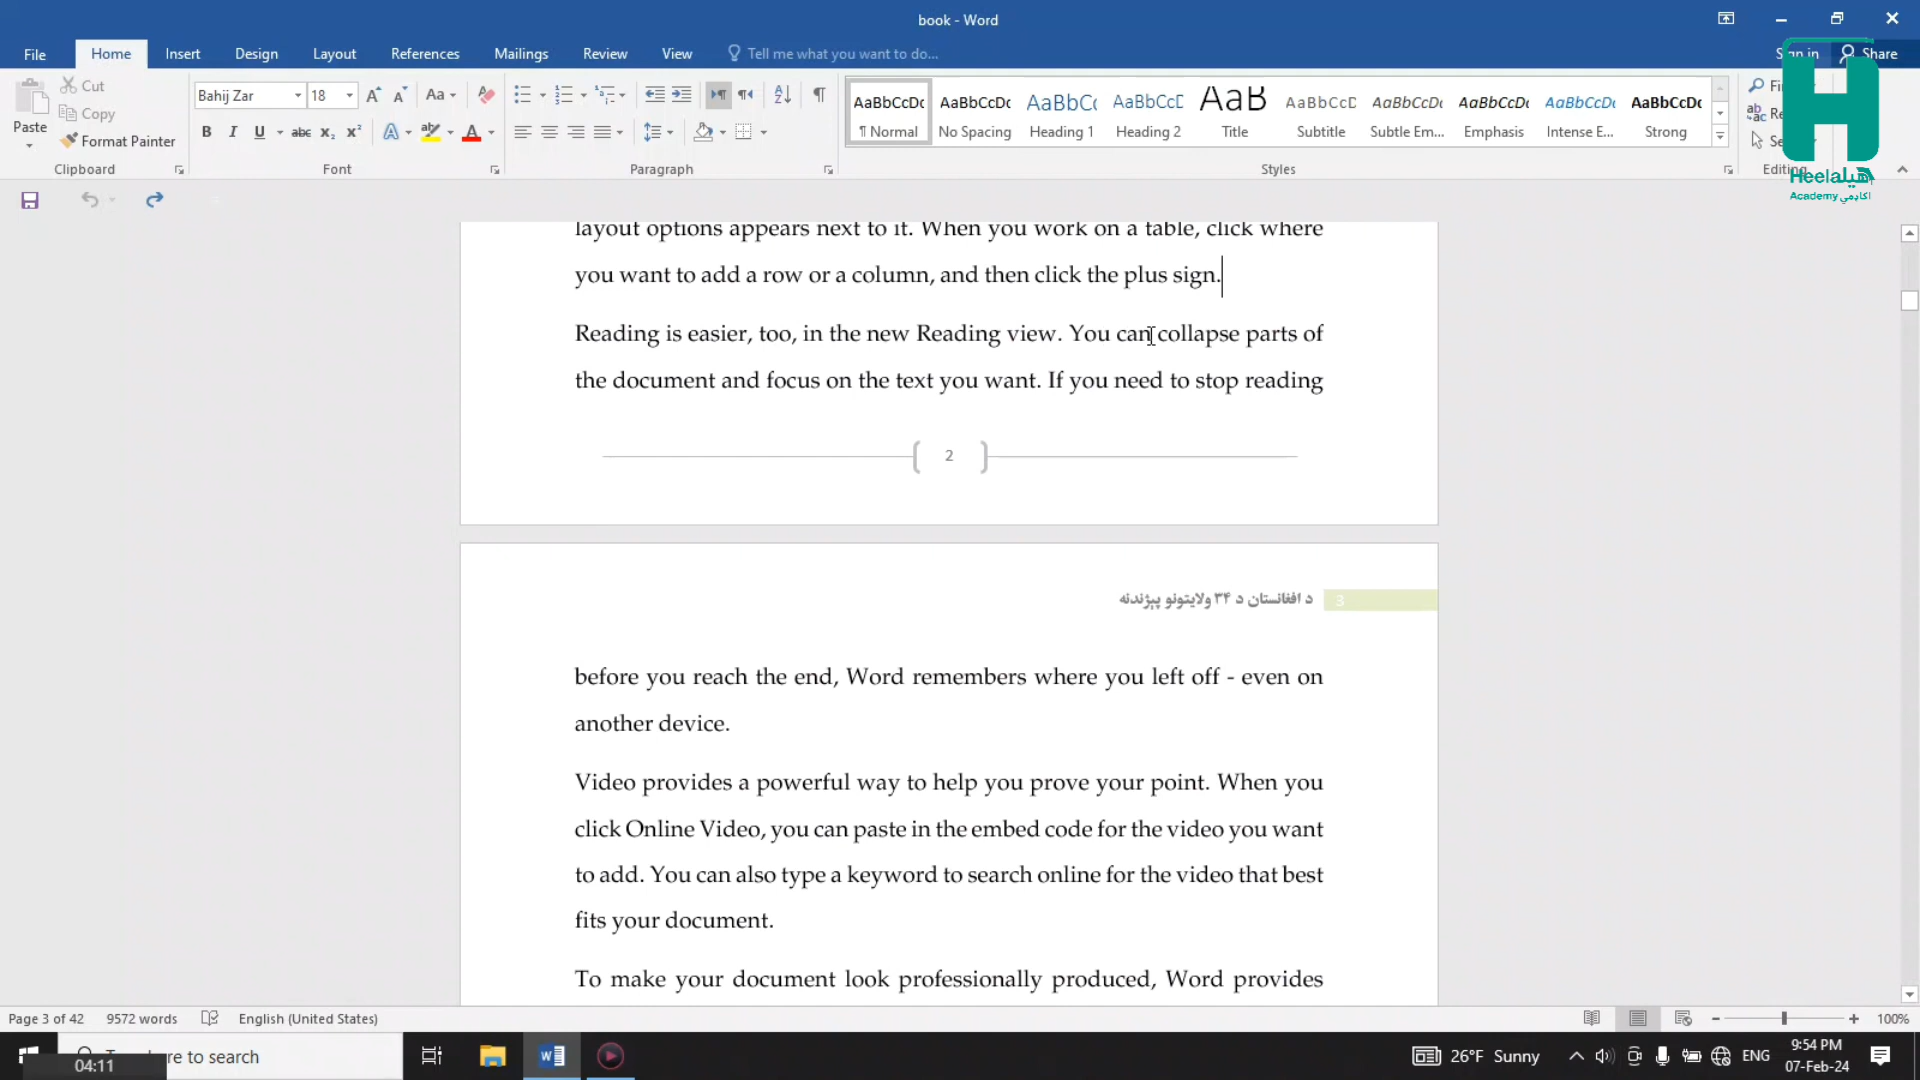 book - Word
File Home Insert Design Layout References Mailings Review View Tell me what you want to do... Sign in Share
Cut
Copy
Paste
Format Painter
Clipboard
Bahij Zar 18
Font
Paragraph
AaBbCcDc AaBbCcDc AaBbC AaBbCcD AaB AaBbCcD AaBbCcDc AaBbCcDc AaBbCcDc AaBbCcDc
¶ Normal No Spacing Heading 1 Heading 2 Title Subtitle Subtle Em... Emphasis Intense E... Strong
Styles
Editing
H
Heela هيله
Academy اکاډمي
layout options appears next to it. When you work on a table, click where
you want to add a row or a column, and then click the plus sign.
Reading is easier, too, in the new Reading view. You can collapse parts of
the document and focus on the text you want. If you need to stop reading
2
د افغانستان د ۳۴ ولایتونو پېژندنه 3
before you reach the end, Word remembers where you left off - even on
another device.
Video provides a powerful way to help you prove your point. When you
click Online Video, you can paste in the embed code for the video you want
to add. You can also type a keyword to search online for the video that best
fits your document.
To make your document look professionally produced, Word provides
Page 3 of 42 9572 words English (United States) 100%
04:11
here to search
26°F Sunny
ENG
9:54 PM
07-Feb-24